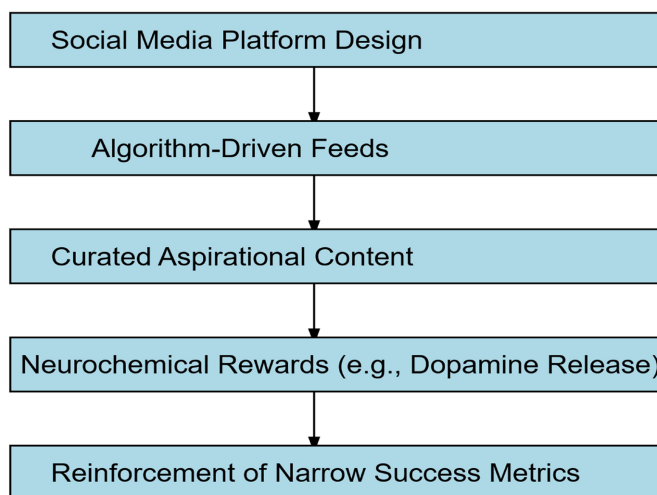 Social Media Platform Design
Algorithm-Driven Feeds
Curated Aspirational Content
Neurochemical Rewards (e.g., Dopamine Release)
Reinforcement of Narrow Success Metrics